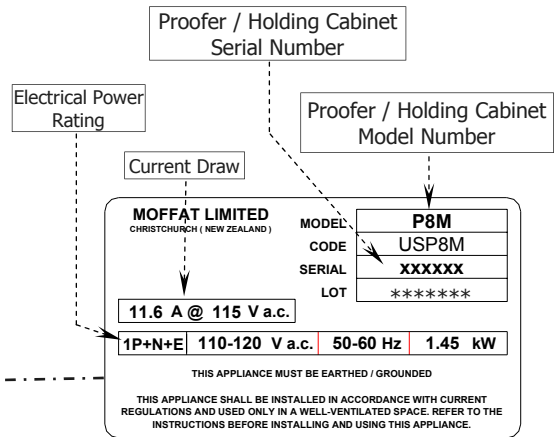 Proofer / Holding Cabinet
Serial Number
Electrical Power
Rating
Proofer / Holding Cabinet
Model Number
Current Draw
MOFFAT LIMITED
CHRISTCHURCH ( NEW ZEALAND )
MODEL P8M
CODE USP8M
SERIAL xxxxxx
LOT *******
11.6 A @ 115 V a.c.
1P+N+E 110-120 V a.c. 50-60 Hz 1.45 kW
THIS APPLIANCE MUST BE EARTHED / GROUNDED
THIS APPLIANCE SHALL BE INSTALLED IN ACCORDANCE WITH CURRENT
REGULATIONS AND USED ONLY IN A WELL-VENTILATED SPACE. REFER TO THE
INSTRUCTIONS BEFORE INSTALLING AND USING THIS APPLIANCE.